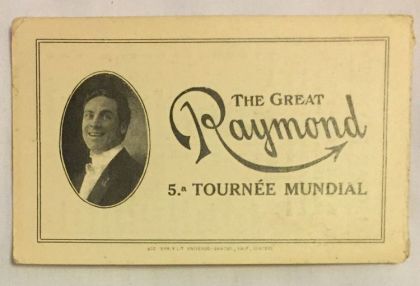 THE GREAT
Raymond
5.ª TOURNÉE MUNDIAL